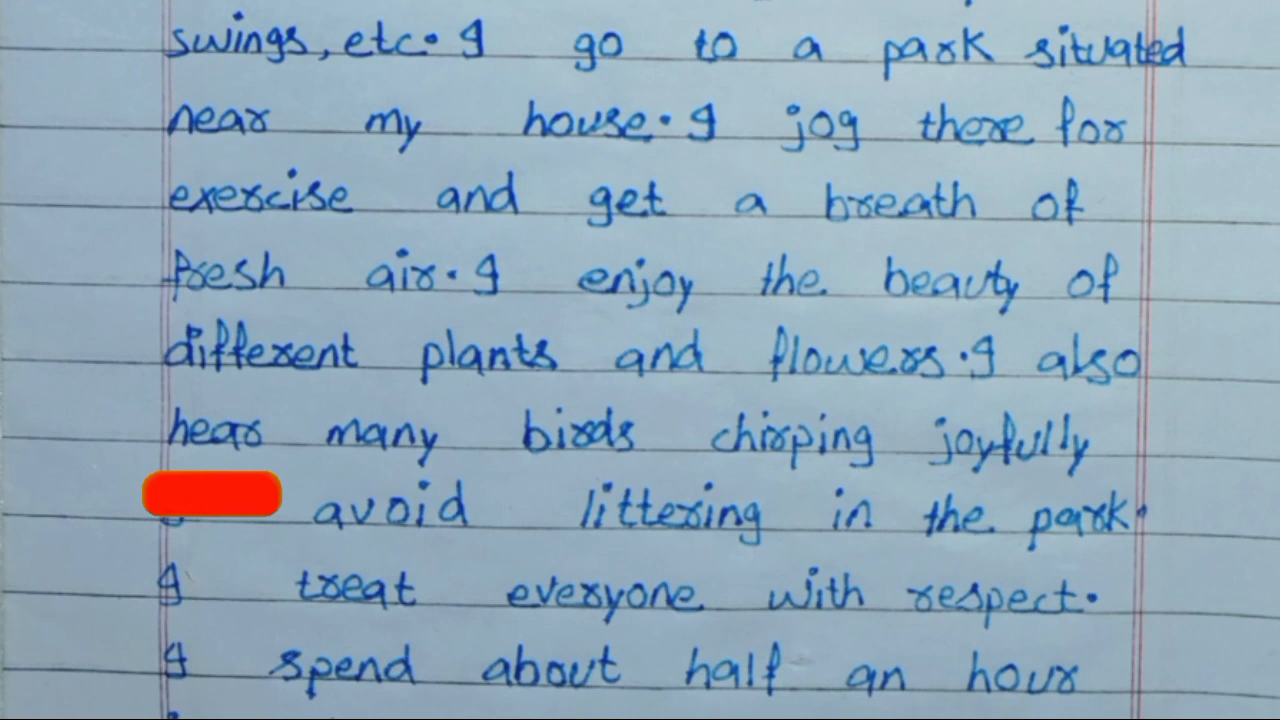 swings, etc. I go to a park situated
near my house. I jog there for
exercise and get a breath of
fresh air. I enjoy the beauty of
different plants and flowers. I also
hear many birds chirping joyfully
avoid littering in the park.
I treat everyone with respect.
I spend about half an hour